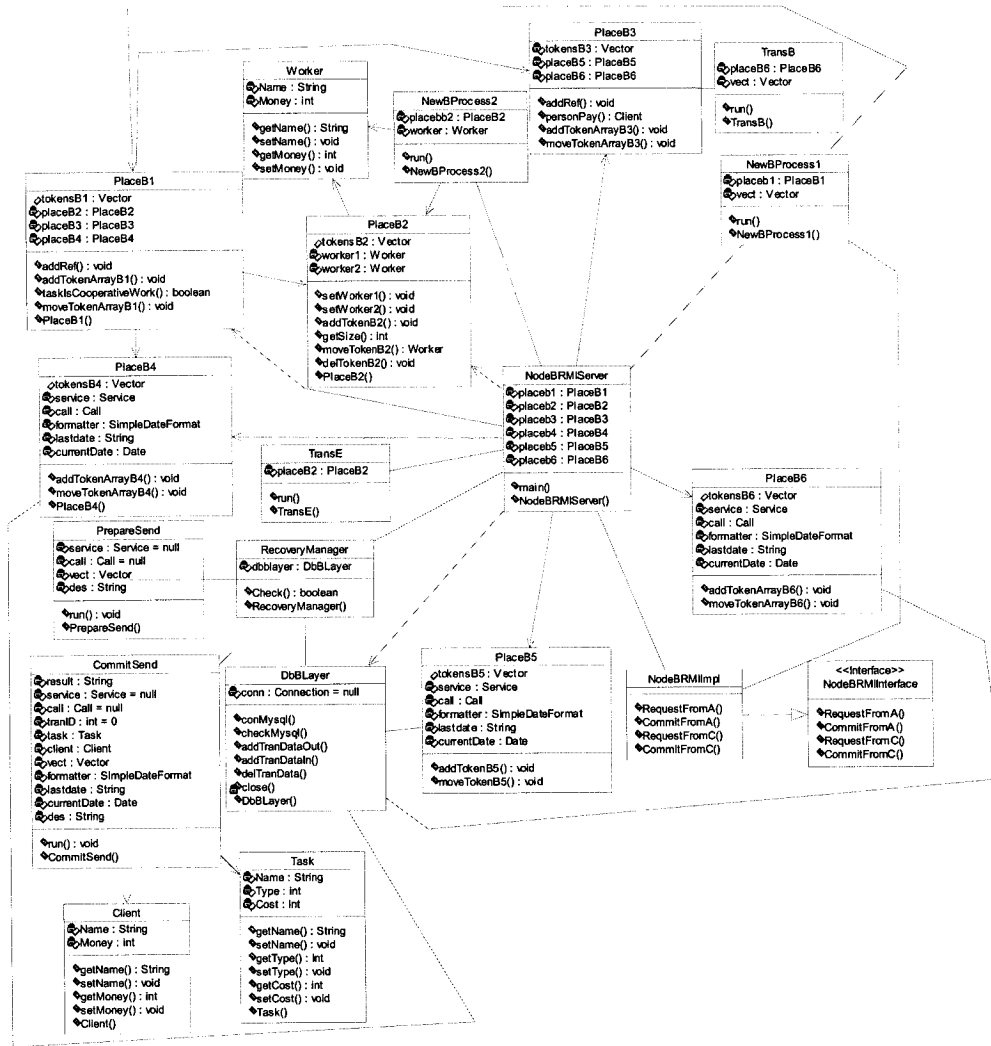 PlaceB3
tokensB3 : Vector
placeB5 : PlaceB5
placeB6 : PlaceB6
addRef() : void
personPay() : Client
addTokenArrayB3() : void
moveTokenArrayB3() : void
TransB
placeB6 : PlaceB6
vect : Vector
run()
TransB()
Worker
Name : String
Money : int
getName() : String
setName() : void
getMoney() : int
setMoney() : void
NewBProcess2
placebb2 : PlaceB2
worker : Worker
run()
NewBProcess2()
NewBProcess1
placeb1 : PlaceB1
vect : Vector
run()
NewBProcess1()
PlaceB1
tokensB1 : Vector
placeB2 : PlaceB2
placeB3 : PlaceB3
placeB4 : PlaceB4
addRef() : void
addTokenArrayB1() : void
taskIsCooperativeWork() : boolean
moveTokenArrayB1() : void
PlaceB1()
PlaceB2
tokensB2 : Vector
worker1 : Worker
worker2 : Worker
setWorker1() : void
setWorker2() : void
addTokenB2() : void
getSize() : int
moveTokenB2() : Worker
delTokenB2() : void
PlaceB2()
PlaceB4
tokensB4 : Vector
service : Service
call : Call
formatter : SimpleDateFormat
lastdate : String
currentDate : Date
addTokenArrayB4() : void
moveTokenArrayB4() : void
PlaceB4()
NodeBRMIServer
placeb1 : PlaceB1
placeb2 : PlaceB2
placeb3 : PlaceB3
placeb4 : PlaceB4
placeb5 : PlaceB5
placeb6 : PlaceB6
main()
NodeBRMIServer()
TransE
placeB2 : PlaceB2
run()
TransE()
PlaceB6
tokensB6 : Vector
service : Service
call : Call
formatter : SimpleDateFormat
lastdate : String
currentDate : Date
addTokenArrayB6() : void
moveTokenArrayB6() : void
PrepareSend
service : Service = null
call : Call = null
vect : Vector
des : String
run() : void
PrepareSend()
RecoveryManager
dbblayer : DbBLayer
Check() : boolean
RecoveryManager()
CommitSend
result : String
service : Service = null
call : Call = null
tranID : int = 0
task : Task
client : Client
vect : Vector
formatter : SimpleDateFormat
lastdate : String
currentDate : Date
des : String
run() : void
CommitSend()
DbBLayer
conn : Connection = null
conMysql()
checkMysql()
addTranDataOut()
addTranDataIn()
delTranData()
close()
DbBLayer()
PlaceB5
tokensB5 : Vector
service : Service
call : Call
formatter : SimpleDateFormat
lastdate : String
currentDate : Date
addTokenB5() : void
moveTokenB5() : void
NodeBRMIImpl
RequestFromA()
CommitFromA()
RequestFromC()
CommitFromC()
<<Interface>>
NodeBRMIInterface
RequestFromA()
CommitFromA()
RequestFromC()
CommitFromC()
Client
Name : String
Money : int
getName() : String
setName() : void
getMoney() : int
setMoney() : void
Client()
Task
Name : String
Type : int
Cost : int
getName() : String
setName() : void
getType() : int
setType() : void
getCost() : int
setCost() : void
Task()